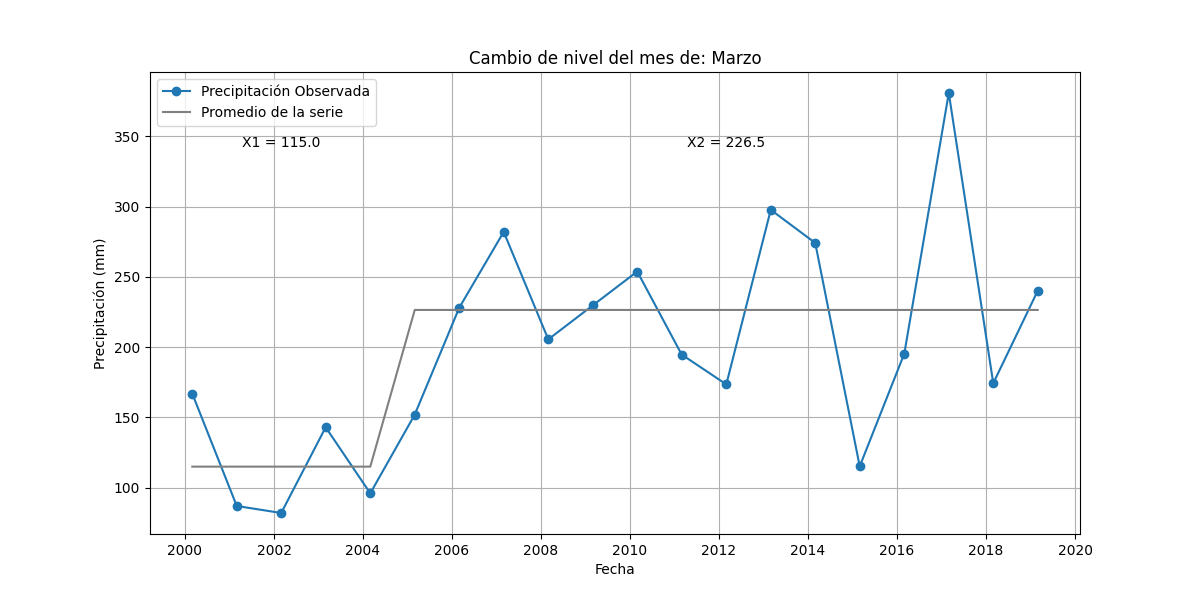 Cambio de nivel del mes de: Marzo
Precipitación Observada
Promedio de la serie
X1 = 115.0
X2 = 226.5
350
300
250
200
150
100
Precipitación (mm)
2000 2002 2004 2006 2008 2010 2012 2014 2016 2018 2020
Fecha